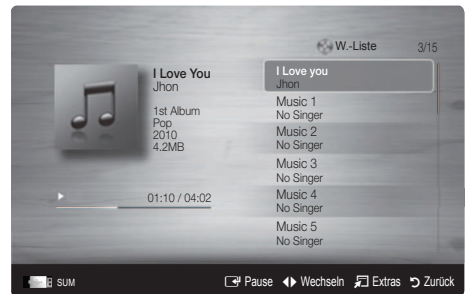 W.-Liste 3/15
I Love You
Jhon
1st Album
Pop
2010
4.2MB
01:10 / 04:02
I Love you
Jhon
Music 1
No Singer
Music 2
No Singer
Music 3
No Singer
Music 4
No Singer
Music 5
No Singer
SUM Pause Wechseln Extras Zurück